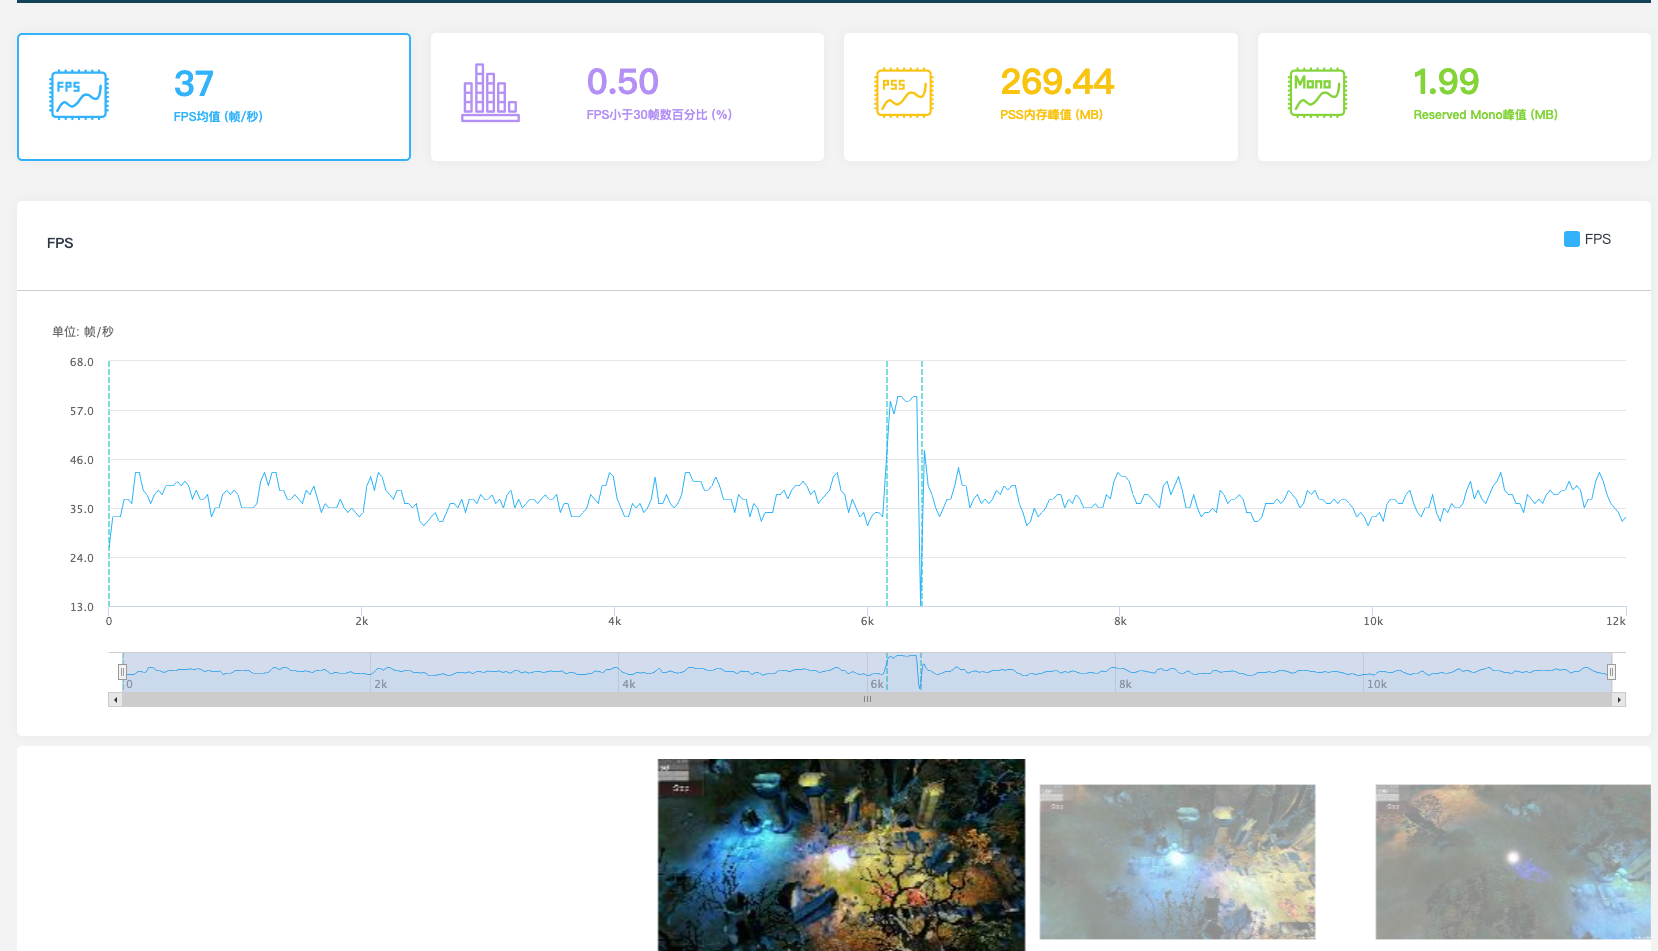 FPS
37
FPS均值 (帧/秒)
0.50
FPS小于30帧数百分比 (%)
PSS
269.44
PSS内存峰值 (MB)
Mono
1.99
Reserved Mono峰值 (MB)
FPS
FPS
单位: 帧/秒
68.0
57.0
46.0
35.0
24.0
13.0
0 2k 4k 6k 8k 10k 12k
0 2k 4k 6k 8k 10k